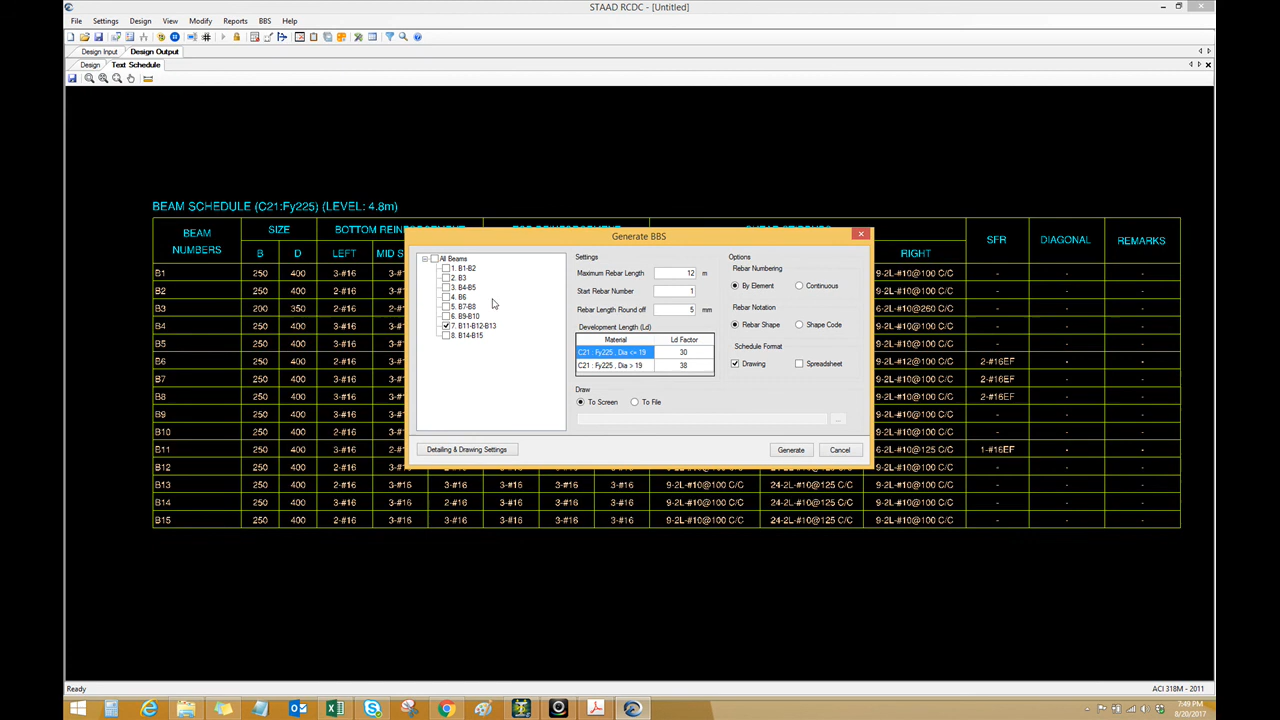 STAAD RCDC - [Untitled]
File Settings Design View Modify Reports BBS Help
Design Input Design Output
Design Text Schedule
BEAM SCHEDULE (C21:Fy225) (LEVEL: 4.8m)
BEAM NUMBERS SIZE BOTTOM SFR DIAGONAL REMARKS
B D LEFT MID RIGHT
B1 250 400 3-#16 9-2L-#10@100 C/C - - -
B2 250 400 2-#16 9-2L-#10@100 C/C - - -
B3 200 350 2-#16 6-2L-#10@260 C/C - - -
B4 250 400 3-#16 9-2L-#10@100 C/C - - -
B5 250 400 3-#16 9-2L-#10@100 C/C - - -
B6 250 400 3-#16 6-2L-#12@100 C/C 2-#16EF - -
B7 250 400 2-#16 9-2L-#10@100 C/C 2-#16EF - -
B8 250 400 3-#16 9-2L-#10@100 C/C 2-#16EF - -
B9 250 400 3-#16 9-2L-#10@100 C/C - - -
B10 250 400 2-#16 9-2L-#10@100 C/C - - -
B11 250 400 3-#16 6-2L-#10@125 C/C 1-#16EF - -
B12 250 400 2-#16 9-2L-#10@100 C/C - - -
B13 250 400 2-#16 3-#16 3-#16 3-#16 3-#16 3-#16 9-2L-#10@100 C/C 24-2L-#10@125 C/C 9-2L-#10@100 C/C - - -
B14 250 400 3-#16 2-#16 3-#16 3-#16 3-#16 3-#16 9-2L-#10@100 C/C 24-2L-#10@125 C/C 9-2L-#10@100 C/C - - -
B15 250 400 2-#16 3-#16 3-#16 3-#16 3-#16 3-#16 9-2L-#10@100 C/C 24-2L-#10@125 C/C 9-2L-#10@100 C/C - - -
Generate BBS
All Beams
1. B1-B2
2. B3
3. B4-B5
4. B6
5. B7-B8
6. B9-B10
7. B11-B12-B13
8. B14-B15
Settings
Maximum Rebar Length 12 m
Start Rebar Number 1
Rebar Length Round off 5 mm
Development Length (Ld)
Material Ld Factor
C21 : Fy225 , Dia <= 19 30
C21 : Fy225 , Dia > 19 38
Draw
To Screen To File
...
Options
Rebar Numbering
By Element Continuous
Rebar Notation
Rebar Shape Shape Code
Schedule Format
Drawing Spreadsheet
Detailing & Drawing Settings Generate Cancel
Ready ACI 318M - 2011
7:49 PM
8/20/2017